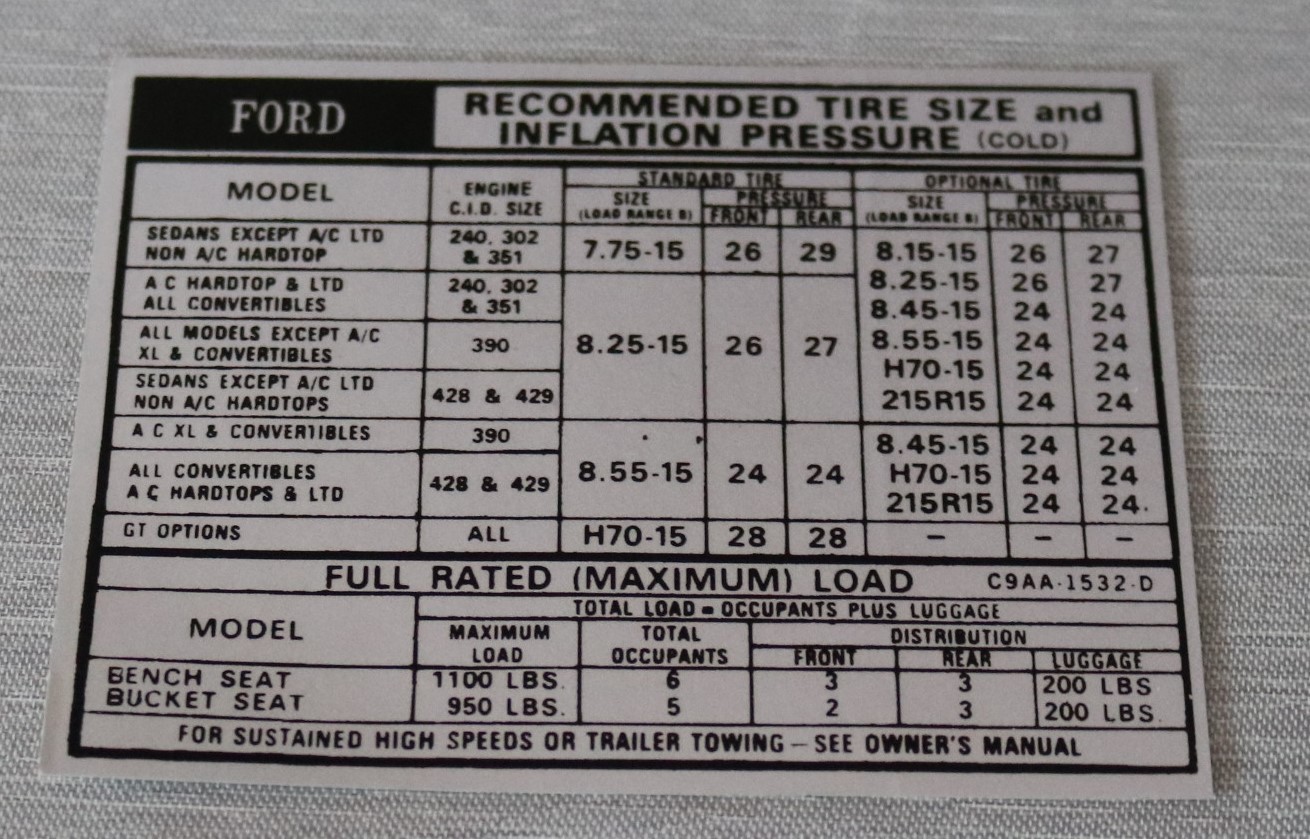 FORD
RECOMMENDED TIRE SIZE and
INFLATION PRESSURE (COLD)
MODEL
ENGINE
C.I.D. SIZE
STANDARD TIRE
SIZE
(LOAD RANGE B)
PRESSURE
FRONT REAR
OPTIONAL TIRE
SIZE
(LOAD RANGE B)
PRESSURE
FRONT REAR
SEDANS EXCEPT A/C LTD
NON A/C HARDTOP
240, 302
& 351
7.75-15 26 29
A C HARDTOP & LTD
ALL CONVERTIBLES
240, 302
& 351
ALL MODELS EXCEPT A/C
XL & CONVERTIBLES
390
SEDANS EXCEPT A/C LTD
NON A/C HARDTOPS
428 & 429
8.25-15 26 27
8.15-15 26 27
8.25-15 26 27
8.45-15 24 24
8.55-15 24 24
H70-15 24 24
215R15 24 24
A C XL & CONVERTIBLES
390
ALL CONVERTIBLES
A C HARDTOPS & LTD
428 & 429
8.55-15 24 24
8.45-15 24 24
H70-15 24 24
215R15 24 24
GT OPTIONS ALL H70-15 28 28 – – –
FULL RATED (MAXIMUM) LOAD C9AA-1532-D
MODEL
TOTAL LOAD = OCCUPANTS PLUS LUGGAGE
MAXIMUM
LOAD
TOTAL
OCCUPANTS
DISTRIBUTION
FRONT REAR LUGGAGE
BENCH SEAT 1100 LBS. 6 3 3 200 LBS
BUCKET SEAT 950 LBS. 5 2 3 200 LBS.
FOR SUSTAINED HIGH SPEEDS OR TRAILER TOWING – SEE OWNER'S MANUAL